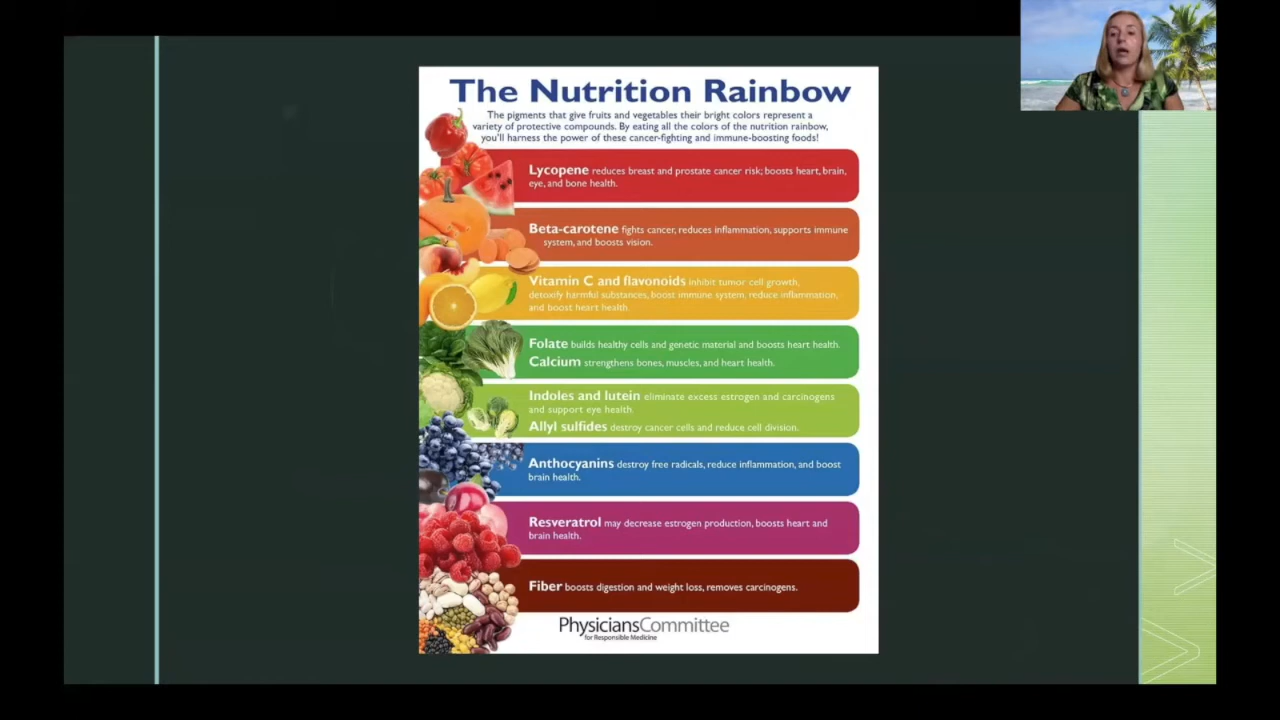 The Nutrition Rainbow
The pigments that give fruits and vegetables their bright colors represent a
variety of protective compounds. By eating all the colors of the nutrition rainbow,
you'll harness the power of these cancer-fighting and immune-boosting foods!
Lycopene reduces breast and prostate cancer risk; boosts heart, brain,
eye, and bone health.
Beta-carotene fights cancer, reduces inflammation, supports immune
system, and boosts vision.
Vitamin C and flavonoids inhibit tumor cell growth,
detoxify harmful substances, boost immune system, reduce inflammation,
and boost heart health.
Folate builds healthy cells and genetic material and boosts heart health.
Calcium strengthens bones, muscles, and heart health.
Indoles and lutein eliminate excess estrogen and carcinogens
and support eye health.
Allyl sulfides destroy cancer cells and reduce cell division.
Anthocyanins destroy free radicals, reduce inflammation, and boost
brain health.
Resveratrol may decrease estrogen production, boosts heart and
brain health.
Fiber boosts digestion and weight loss, removes carcinogens.
PhysiciansCommittee
for Responsible Medicine